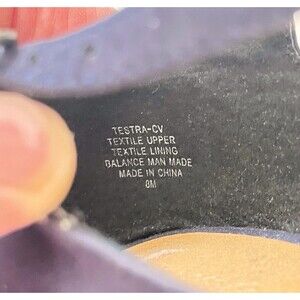 TESTRA-CV
TEXTILE UPPER
TEXTILE LINING
BALANCE MAN MADE
MADE IN CHINA
8M